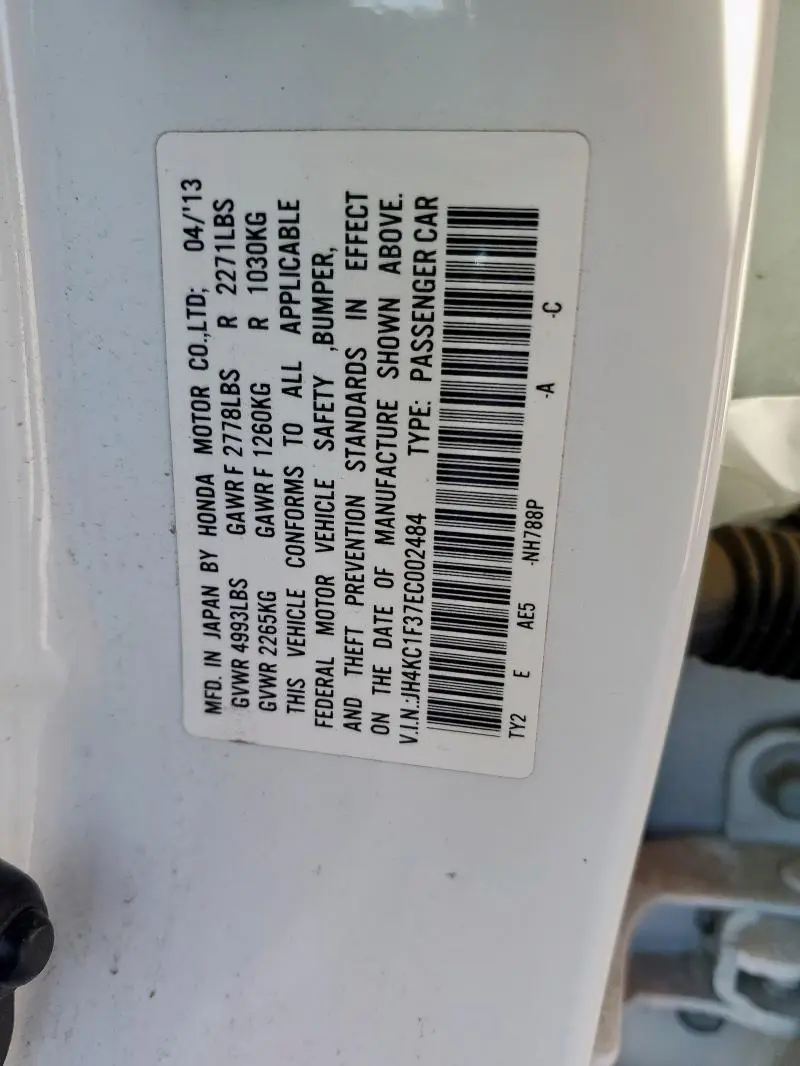 MFD. IN JAPAN BY HONDA MOTOR CO.,LTD; 04/'13
GVWR 4993LBS GAWR F 2778LBS R 2271LBS
GVWR 2265KG GAWR F 1260KG R 1030KG
THIS VEHICLE CONFORMS TO ALL APPLICABLE
FEDERAL MOTOR VEHICLE SAFETY ,BUMPER,
AND THEFT PREVENTION STANDARDS IN EFFECT
ON THE DATE OF MANUFACTURE SHOWN ABOVE.
V.I.N.:JH4KC1F37EC002484 TYPE: PASSENGER CAR
TY2 E AE5 -NH788P -A -C